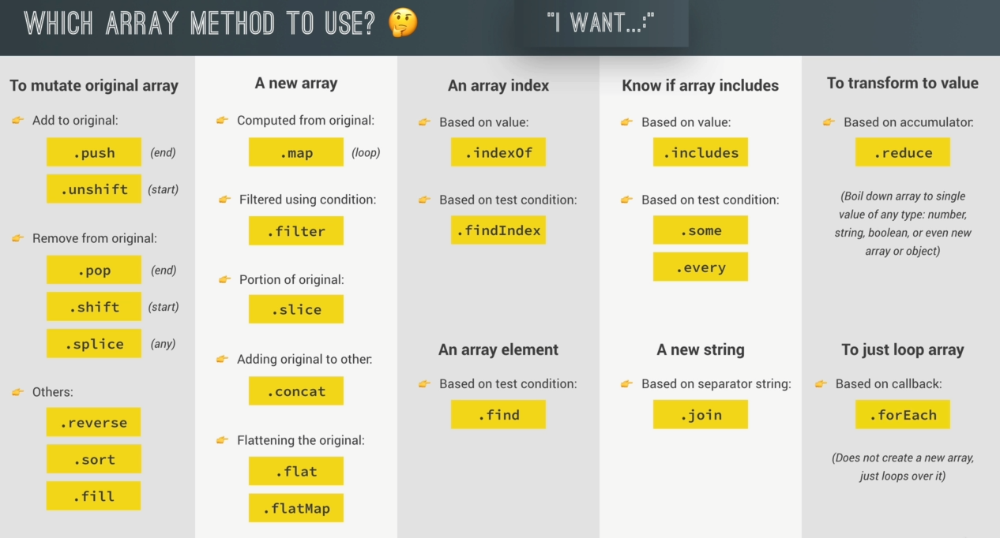 WHICH ARRAY METHOD TO USE? 🤔
"I WANT...:"
To mutate original array
👉 Add to original:
.push (end)
.unshift (start)
👉 Remove from original:
.pop (end)
.shift (start)
.splice (any)
👉 Others:
.reverse
.sort
.fill
A new array
👉 Computed from original:
.map (loop)
👉 Filtered using condition:
.filter
👉 Portion of original:
.slice
👉 Adding original to other:
.concat
👉 Flattening the original:
.flat
.flatMap
An array index
👉 Based on value:
.indexOf
👉 Based on test condition:
.findIndex
An array element
👉 Based on test condition:
.find
Know if array includes
👉 Based on value:
.includes
👉 Based on test condition:
.some
.every
A new string
👉 Based on separator string:
.join
To transform to value
👉 Based on accumulator:
.reduce
(Boil down array to single
value of any type: number,
string, boolean, or even new
array or object)
To just loop array
👉 Based on callback:
.forEach
(Does not create a new array,
just loops over it)